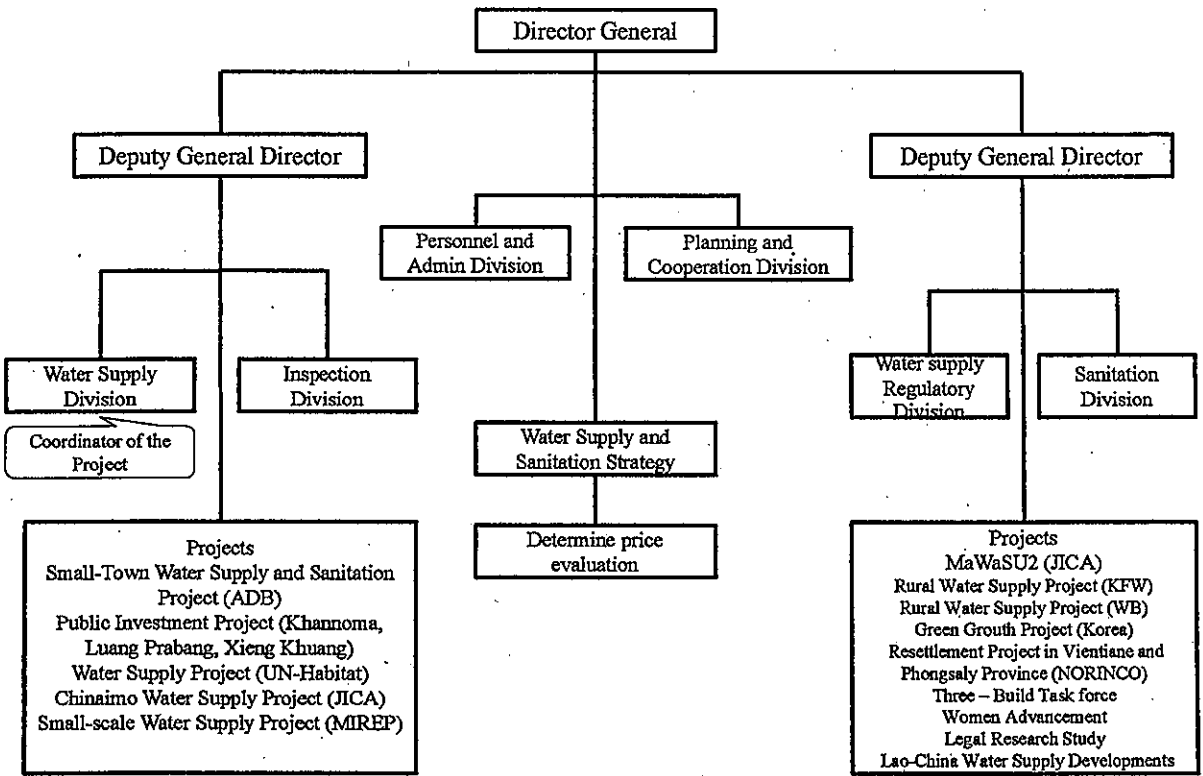 Director General
Deputy General Director
Deputy General Director
Personnel and
Admin Division
Planning and
Cooperation Division
Water Supply
Division
Inspection
Division
Water supply
Regulatory
Division
Sanitation
Division
Coordinator of the
Project
Water Supply and
Sanitation Strategy
Determine price
evaluation
Projects
Small-Town Water Supply and Sanitation
Project (ADB)
Public Investment Project (Khannoma,
Luang Prabang, Xieng Khuang)
Water Supply Project (UN-Habitat)
Chinaimo Water Supply Project (JICA)
Small-scale Water Supply Project (MIREP)
Projects
MaWaSU2 (JICA)
Rural Water Supply Project (KFW)
Rural Water Supply Project (WB)
Green Grouth Project (Korea)
Resettlement Project in Vientiane and
Phongsaly Province (NORINCO)
Three – Build Task force
Women Advancement
Legal Research Study
Lao-China Water Supply Developments